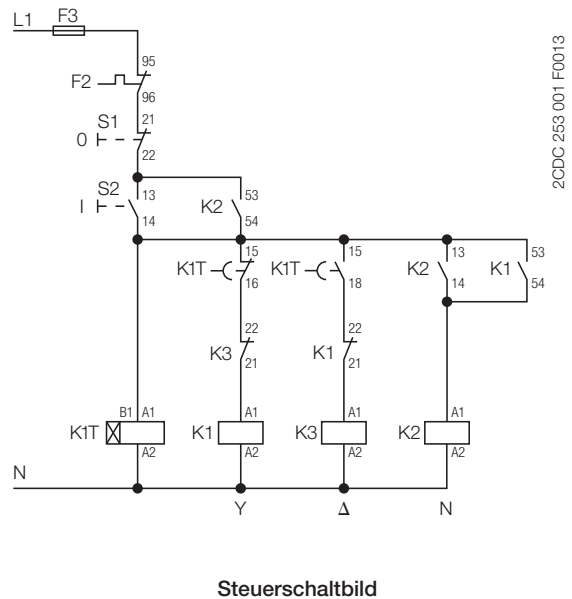 L1 F3
95
F2
96
S1 21
0
22
S2 13 53
I K2
14 54
15 15 13 53
K1T K1T K2 K1
16 18 14 54
22 22
K3 K1
21 21
B1 A1 A1 A1 A1
K1T K1 K3 K2
A2 A2 A2 A2
N
Y Δ N
Steuerschaltbild
2CDC 253 001 F0013